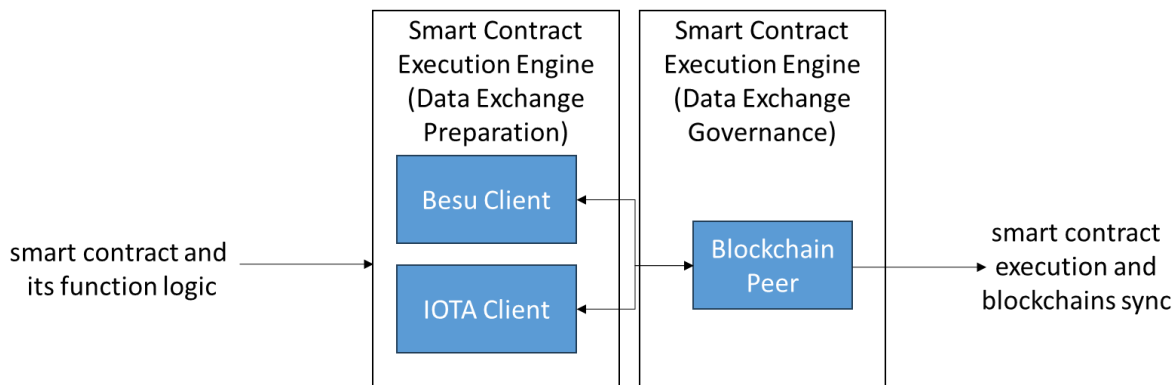 smart contract and
its function logic
Smart Contract
Execution Engine
(Data Exchange
Preparation)
Besu Client
IOTA Client
Smart Contract
Execution Engine
(Data Exchange
Governance)
Blockchain
Peer
smart contract
execution and
blockchains sync